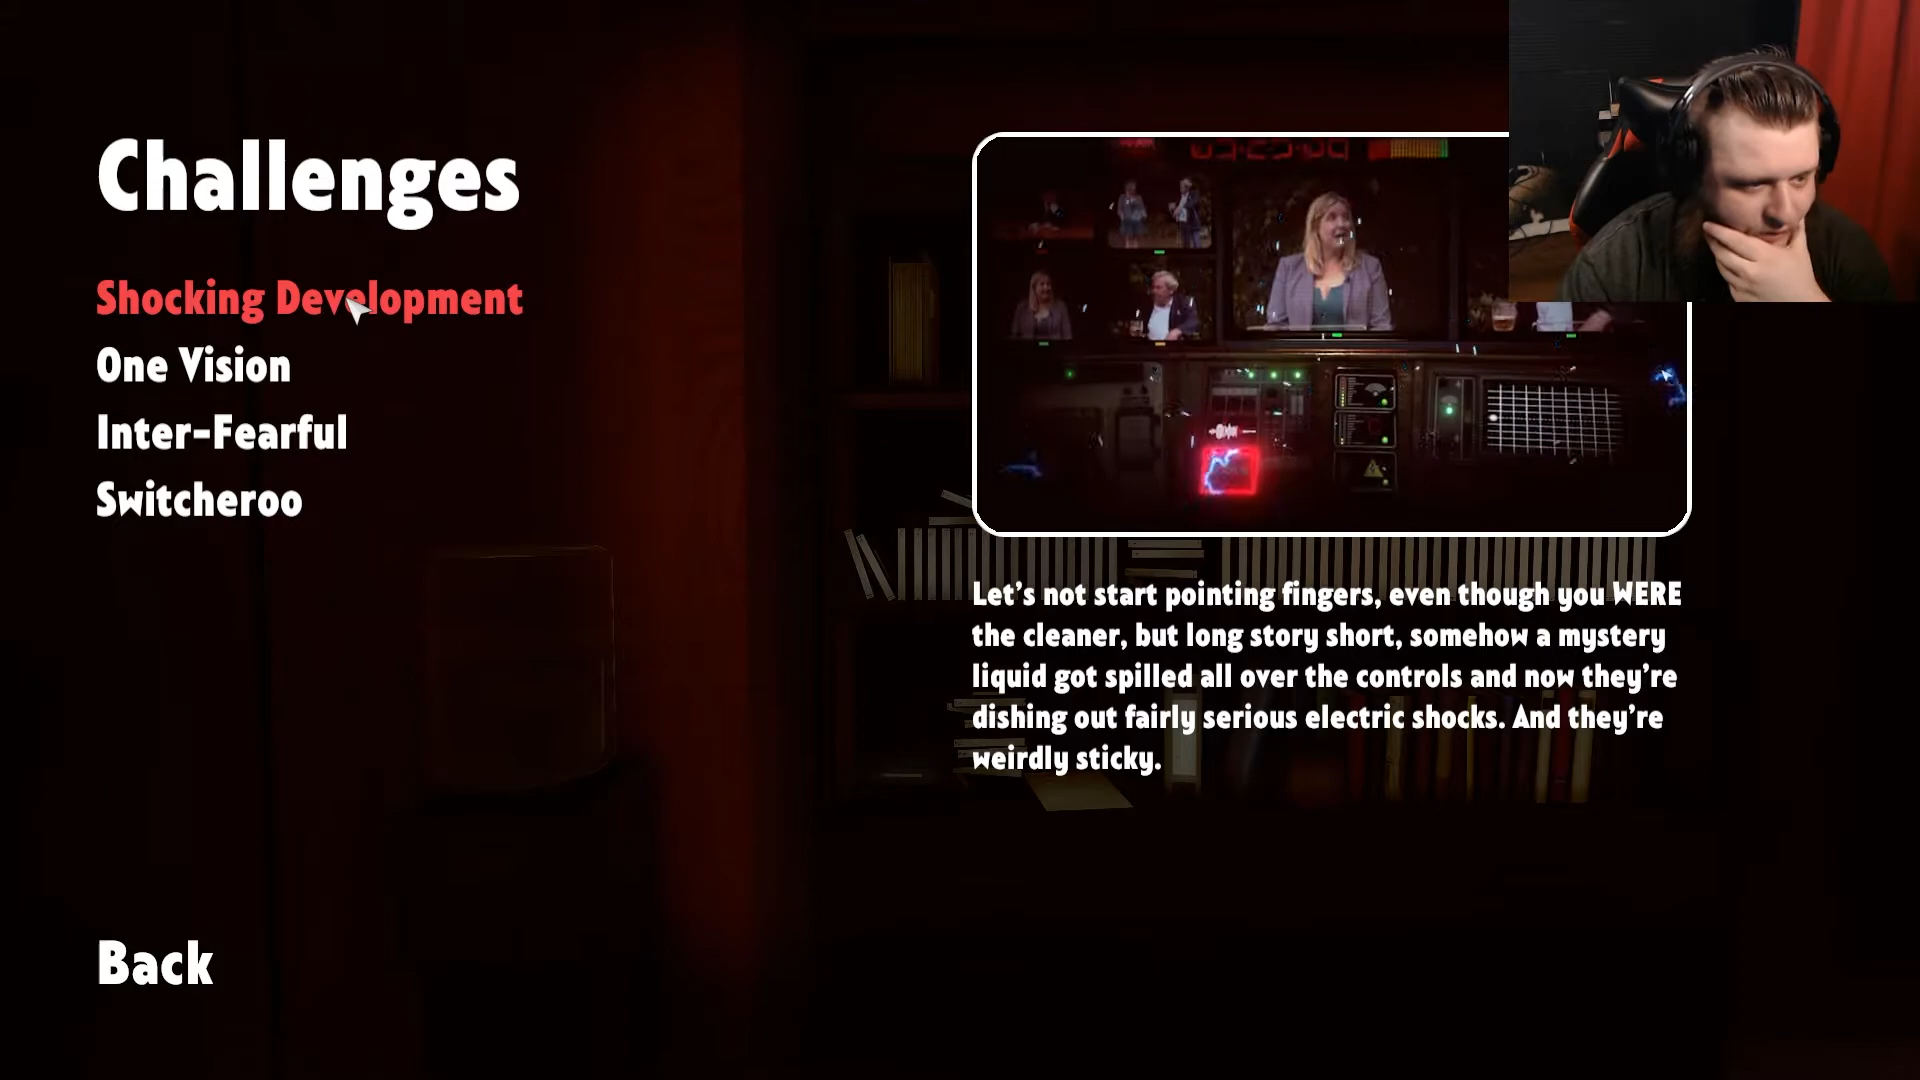 Challenges
Shocking Development
One Vision
Inter-Fearful
Switcheroo
Back
Let's not start pointing fingers, even though you WERE
the cleaner, but long story short, somehow a mystery
liquid got spilled all over the controls and now they're
dishing out fairly serious electric shocks. And they're
weirdly sticky.